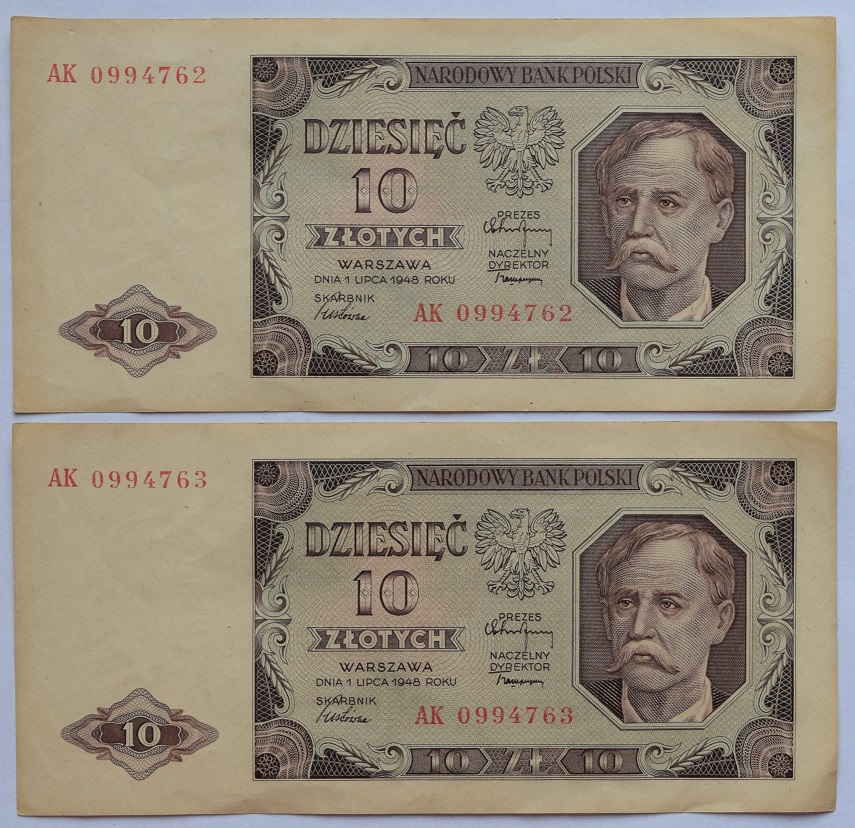 AK 0994762
NARODOWY BANK POLSKI
DZIESIĘĆ
10
ZŁOTYCH
WARSZAWA
DNIA 1 LIPCA 1948 ROKU
SKARBNIK
PREZES
NACZELNY
DYREKTOR
AK 0994762
10
10 ZŁ 10
AK 0994763
NARODOWY BANK POLSKI
DZIESIĘĆ
10
ZŁOTYCH
WARSZAWA
DNIA 1 LIPCA 1948 ROKU
SKARBNIK
PREZES
NACZELNY
DYREKTOR
AK 0994763
10
10 ZŁ 10